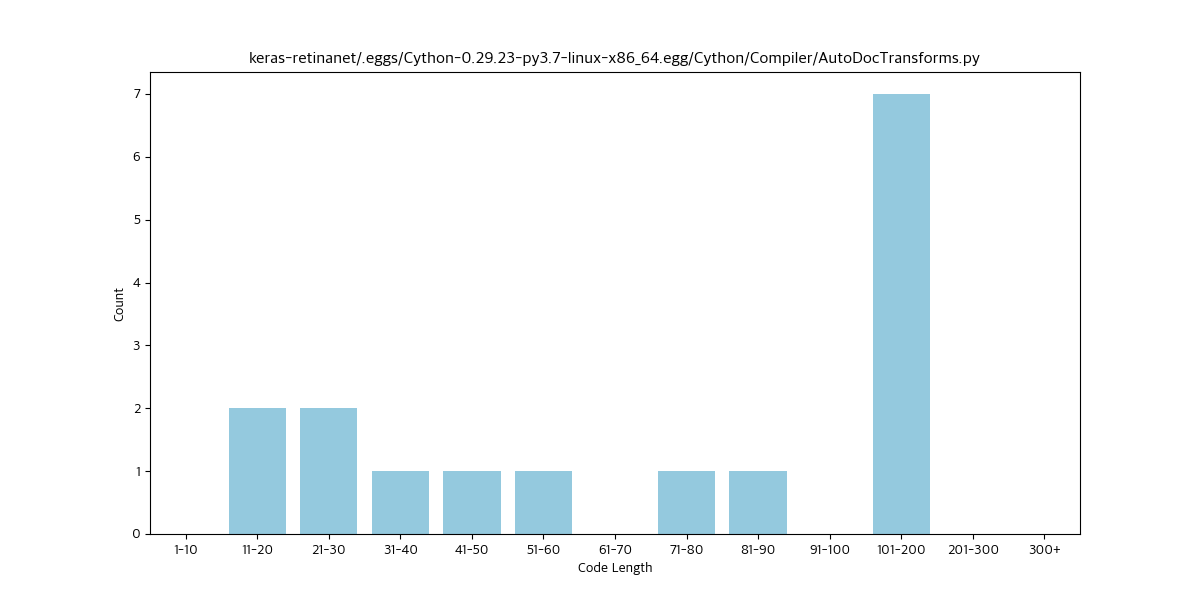 keras-retinanet/.eggs/Cython-0.29.23-py3.7-linux-x86_64.egg/Cython/Compiler/AutoDocTransforms.py
7
6
5
4
3
2
1
0
Count
1-10 11-20 21-30 31-40 41-50 51-60 61-70 71-80 81-90 91-100 101-200 201-300 300+
Code Length